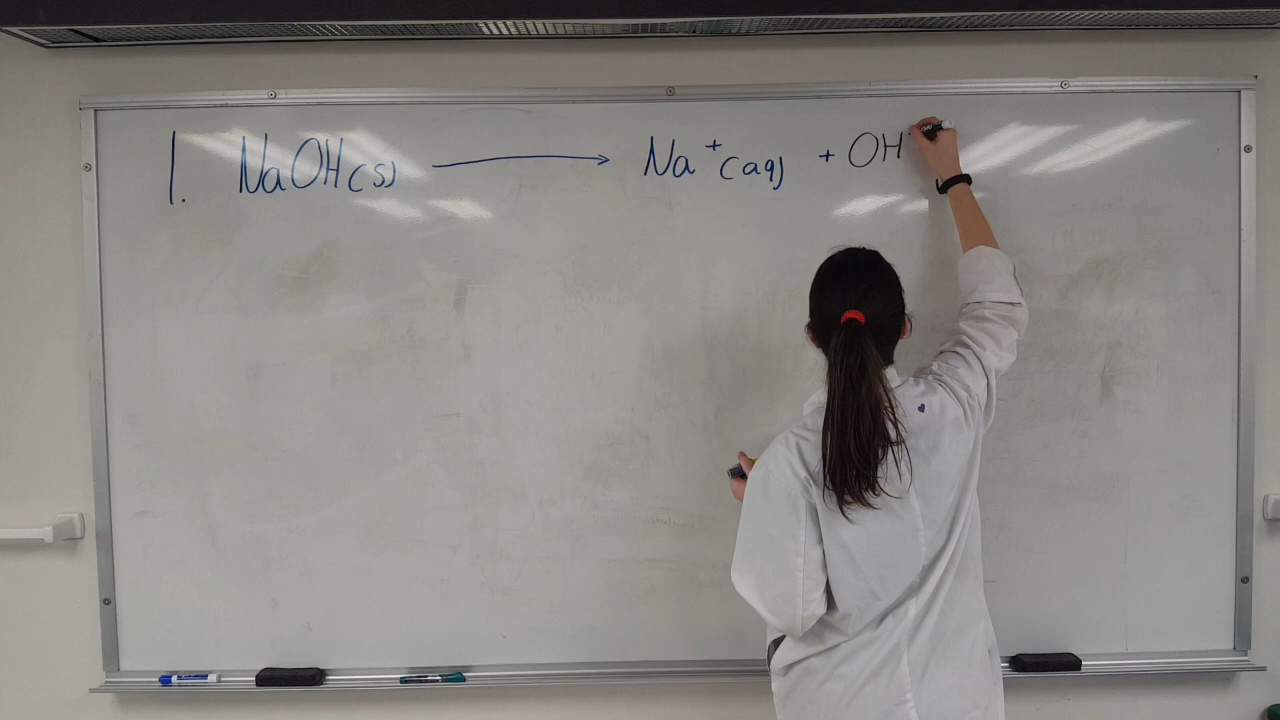 1. NaOH(s) → Na⁺(aq) + OH